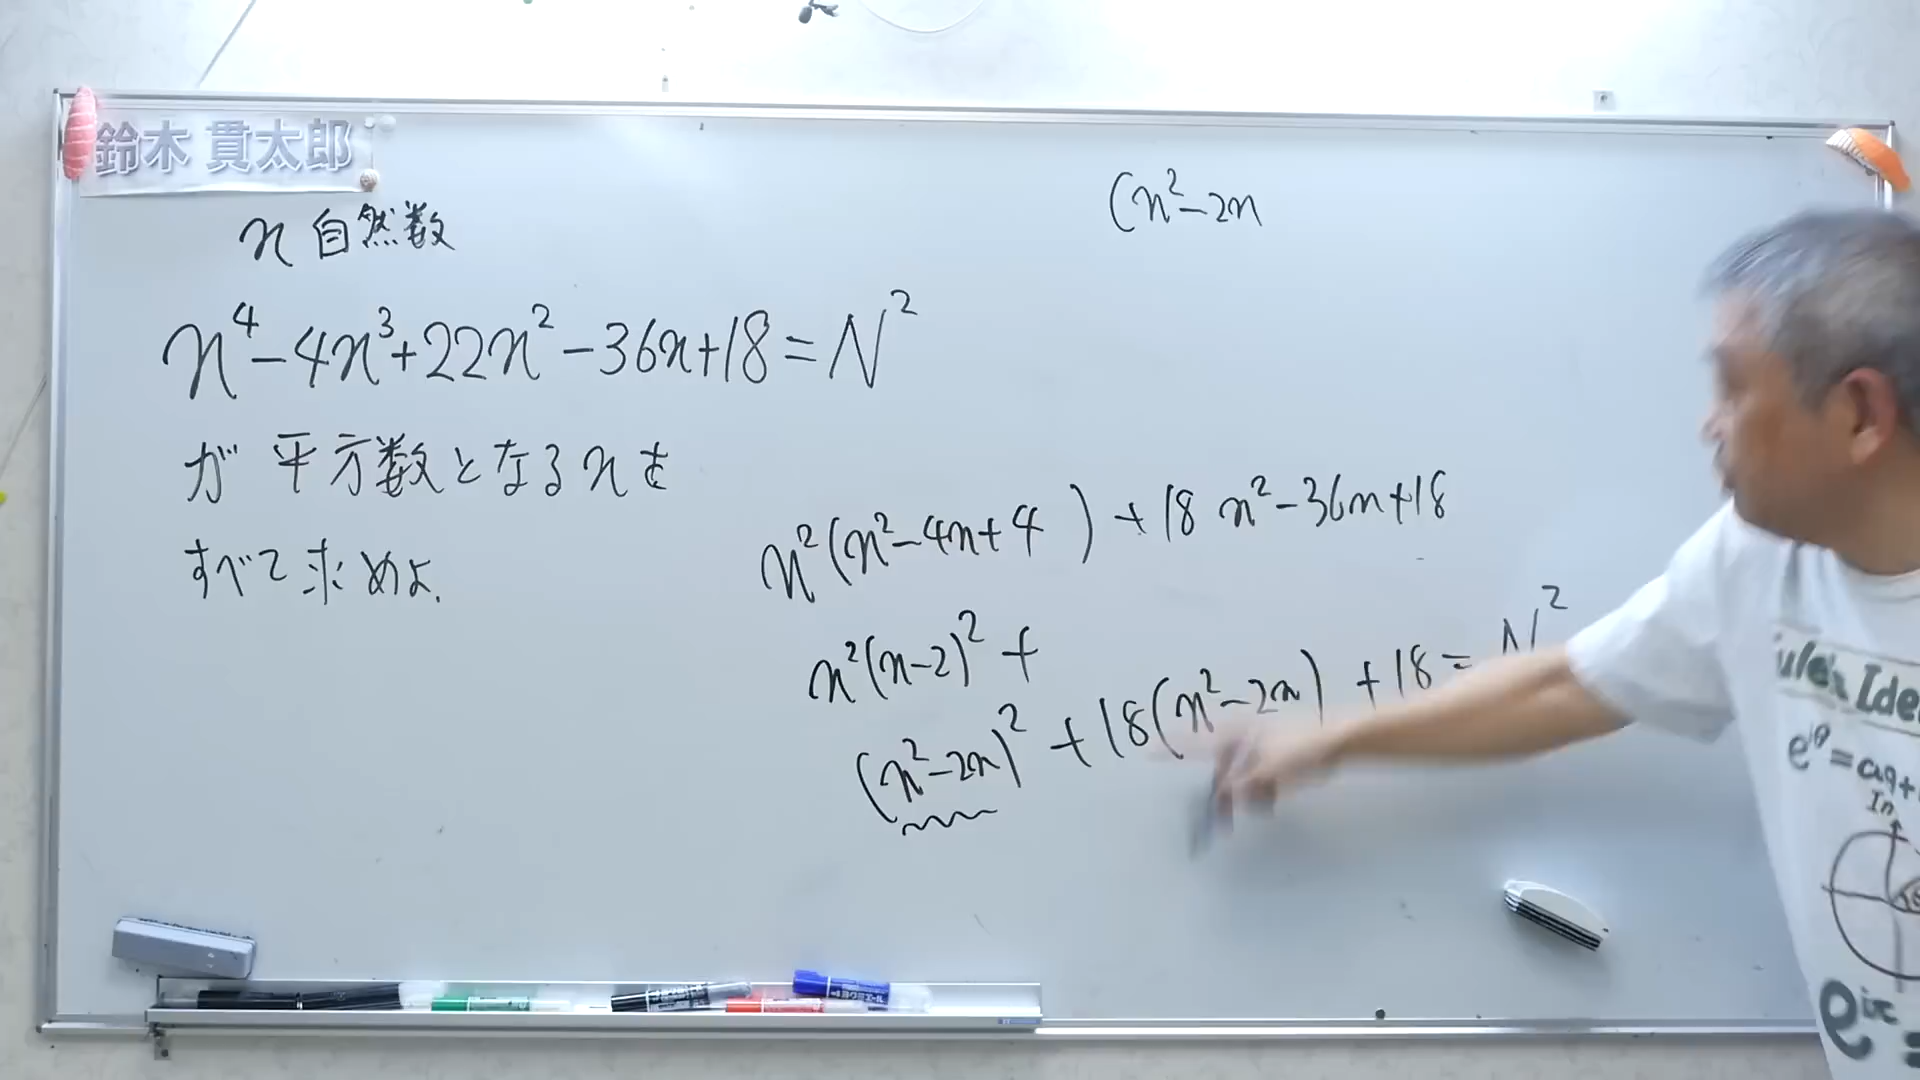 鈴木 貫太郎
n 自然数
n⁴-4n³+22n²-36n+18=N²
が 平方数となるnを
すべて求めよ.
(n²-2n
n²(n²-4n+4 )+18n²-36n+18
n²(n-2)²+
(n²-2n)²+18(n²-2n)+18=N²